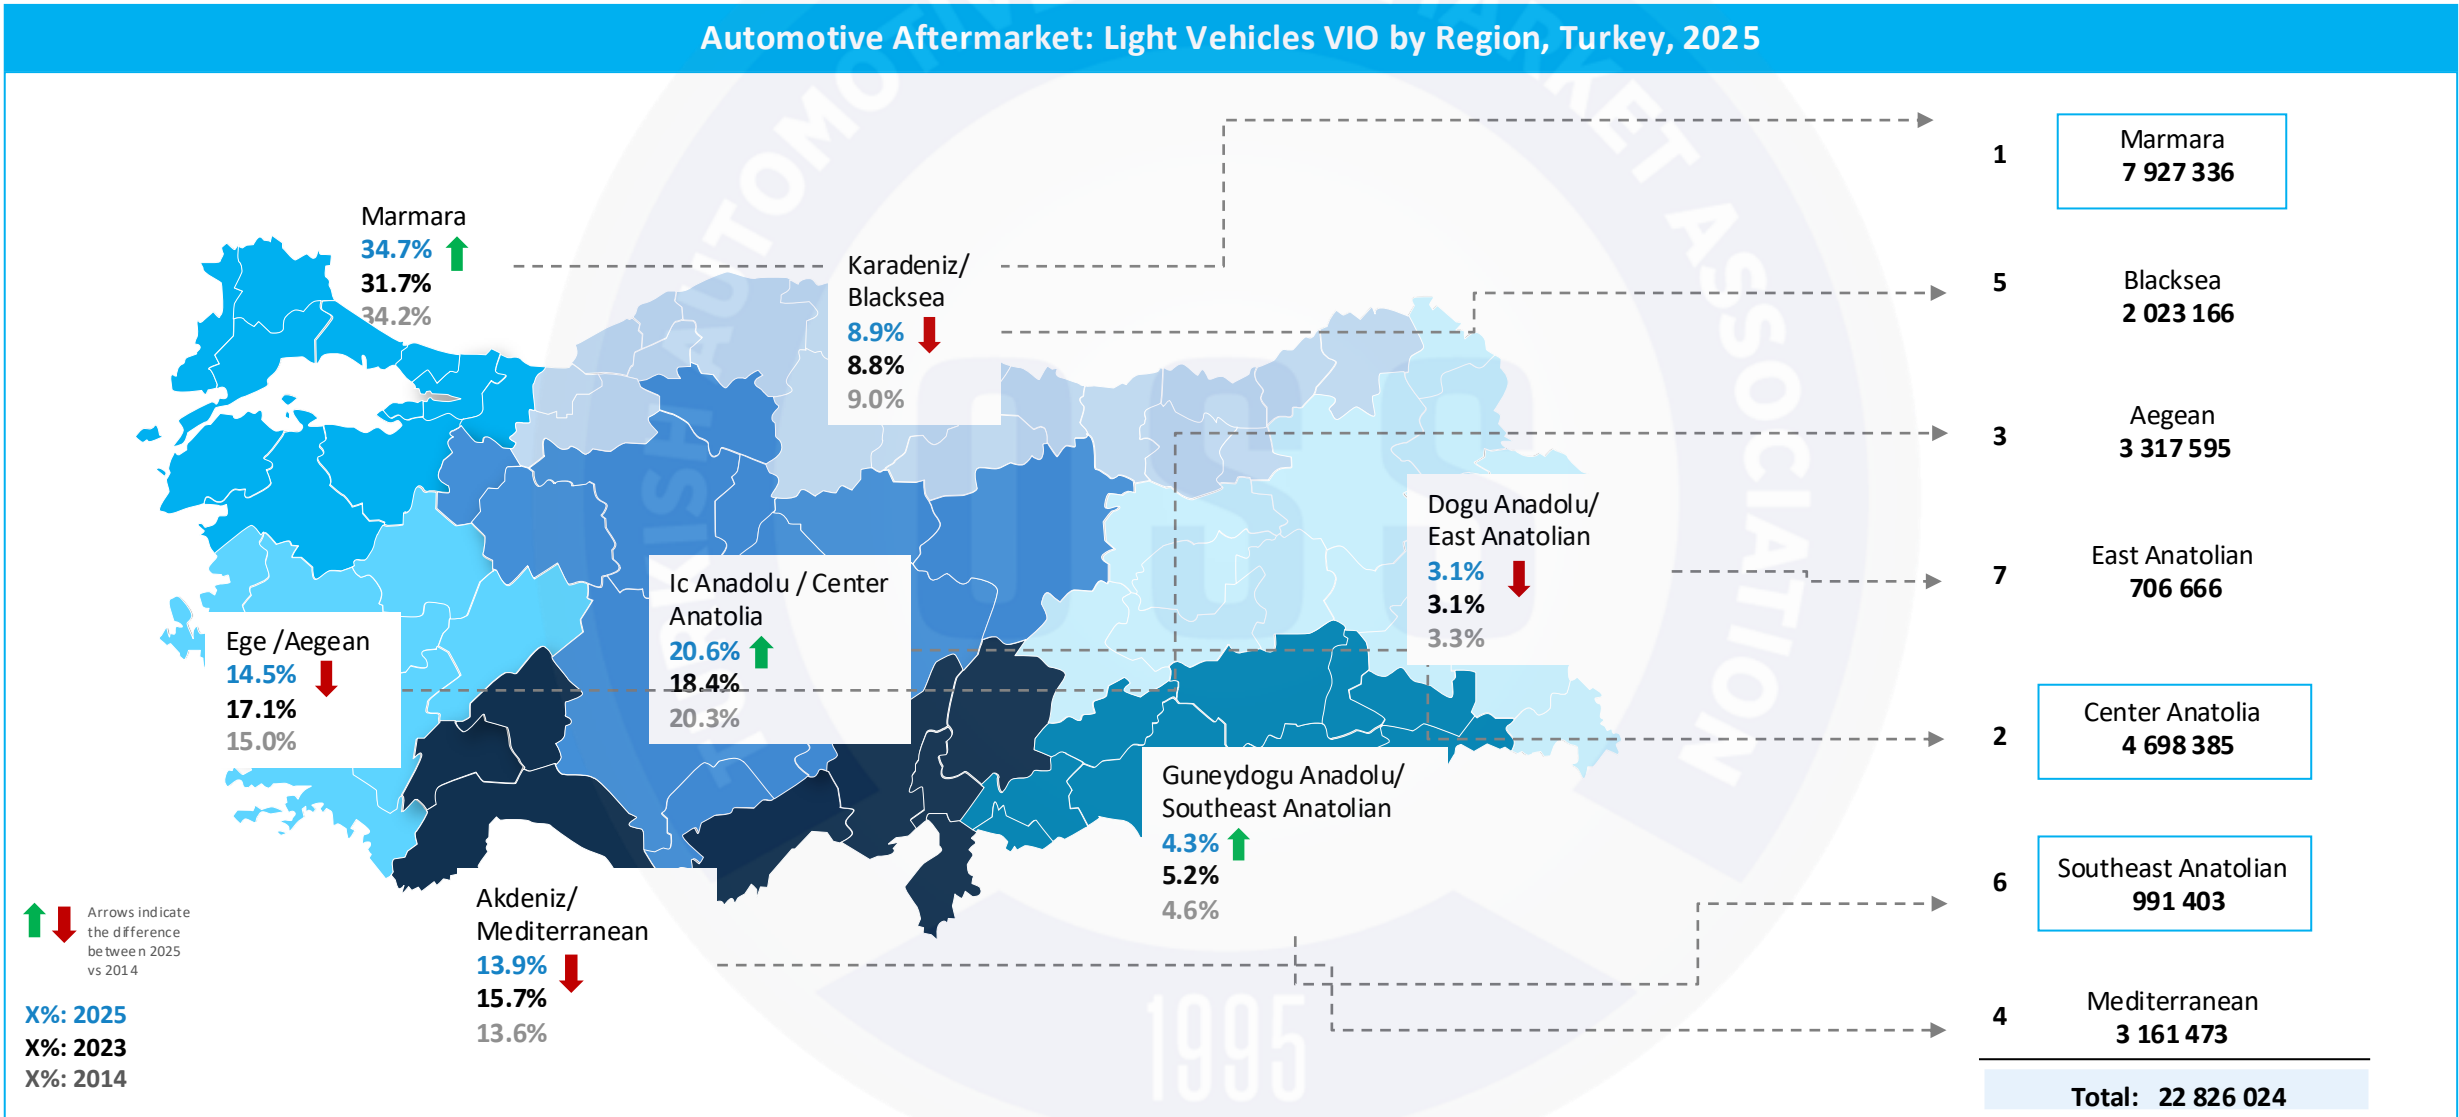 Automotive Aftermarket: Light Vehicles VIO by Region, Turkey, 2025
Marmara
34.7%
31.7%
34.2%
Karadeniz/
Blacksea
8.9%
8.8%
9.0%
Dogu Anadolu/
East Anatolian
3.1%
3.1%
3.3%
Ic Anadolu / Center
Anatolia
20.6%
18.4%
20.3%
Ege /Aegean
14.5%
17.1%
15.0%
Guneydogu Anadolu/
Southeast Anatolian
4.3%
5.2%
4.6%
Akdeniz/
Mediterranean
13.9%
15.7%
13.6%
Arrows indicate
the difference
between 2025
vs 2014
X%: 2025
X%: 2023
X%: 2014
1
Marmara
7 927 336
5
Blacksea
2 023 166
3
Aegean
3 317 595
7
East Anatolian
706 666
2
Center Anatolia
4 698 385
6
Southeast Anatolian
991 403
4
Mediterranean
3 161 473
Total: 22 826 024
OSS
1995